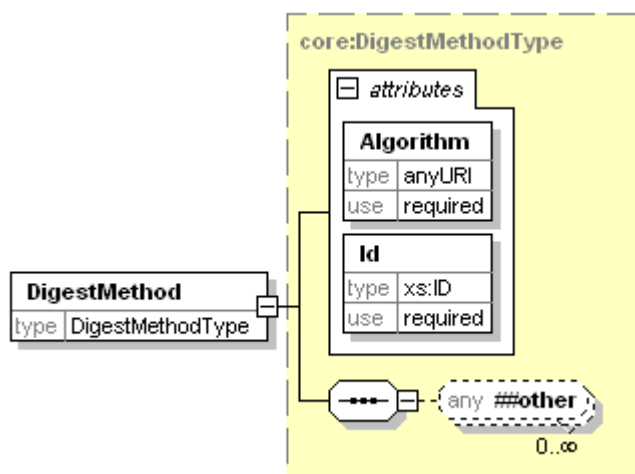 core:DigestMethodType
attributes
Algorithm
type anyURI
use required
Id
type xs:ID
use required
DigestMethod
type DigestMethodType
any ##other
0..∞